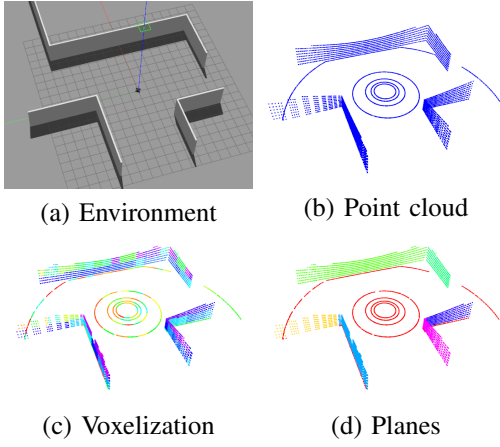 (a) Environment
(b) Point cloud
(c) Voxelization
(d) Planes